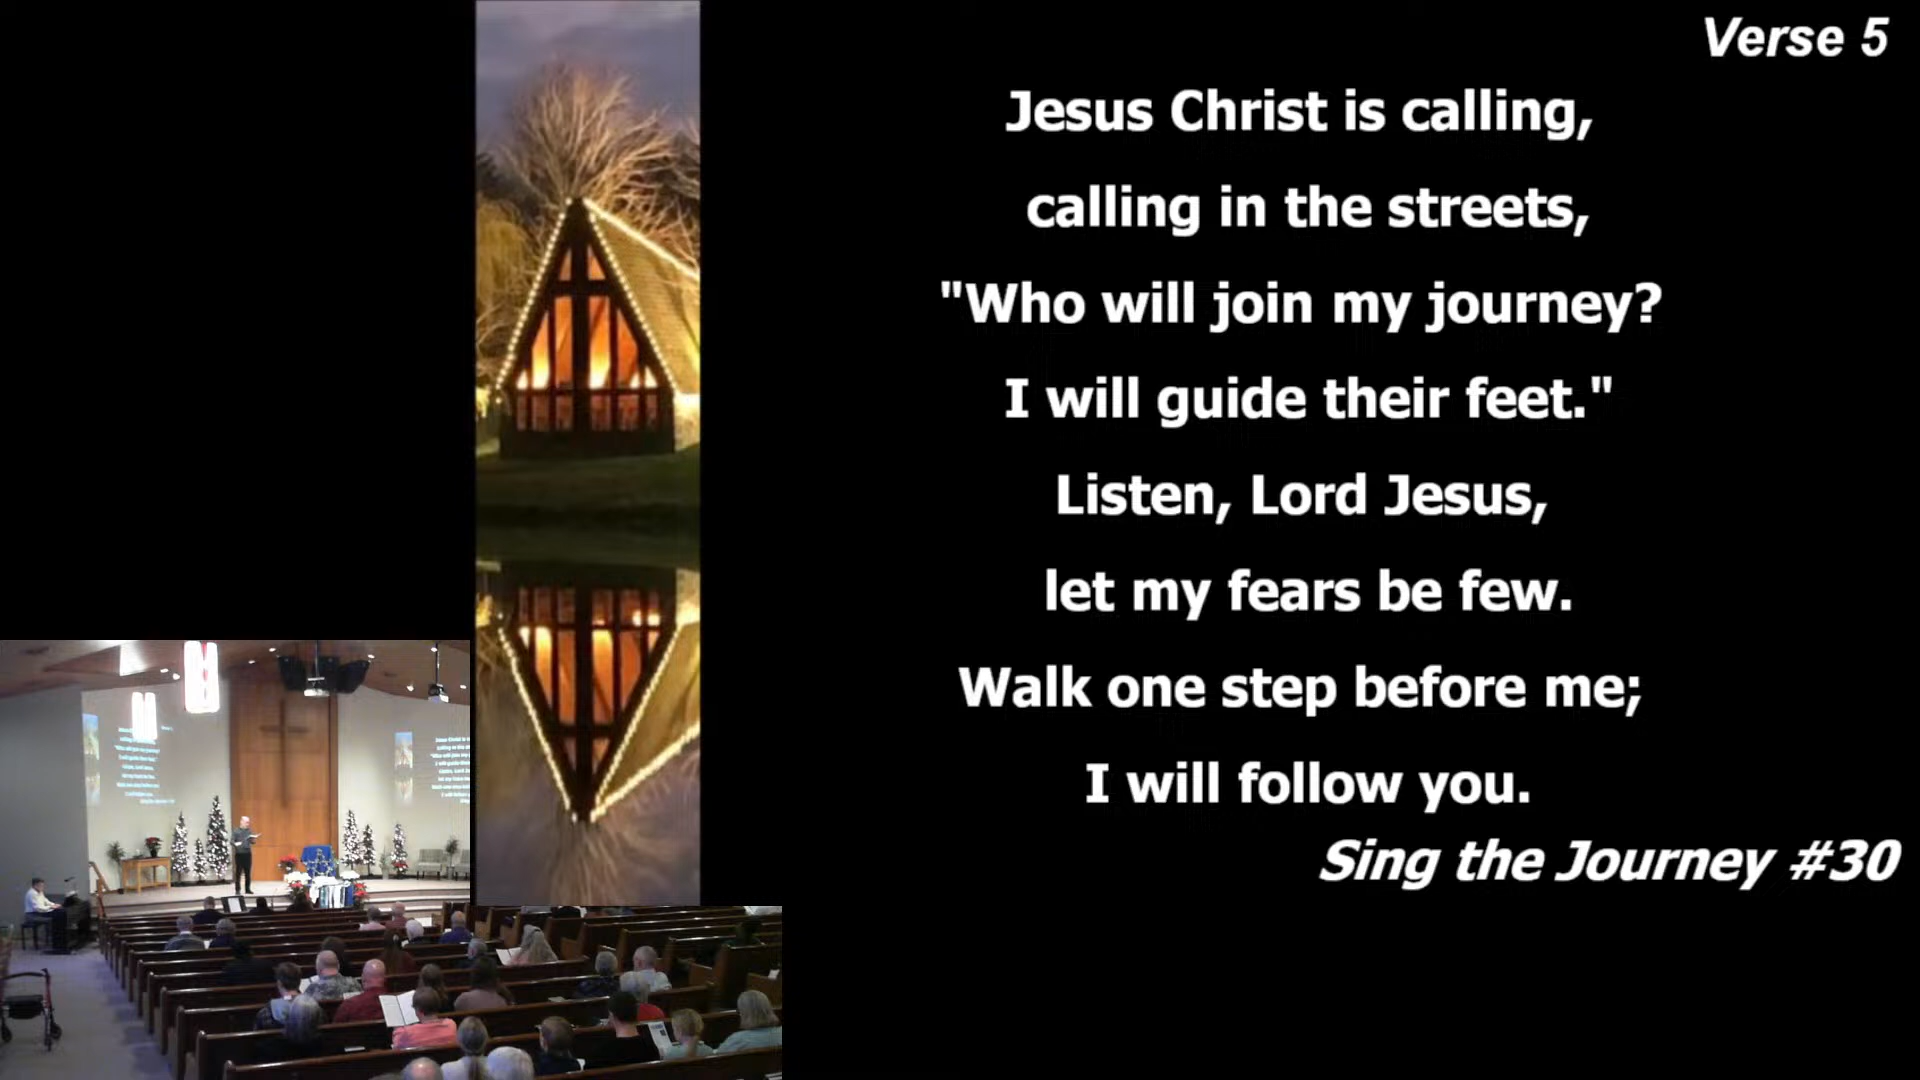 Verse 5
Jesus Christ is calling,
calling in the streets,
"Who will join my journey?
I will guide their feet."
Listen, Lord Jesus,
let my fears be few.
Walk one step before me;
I will follow you.
Sing the Journey #30